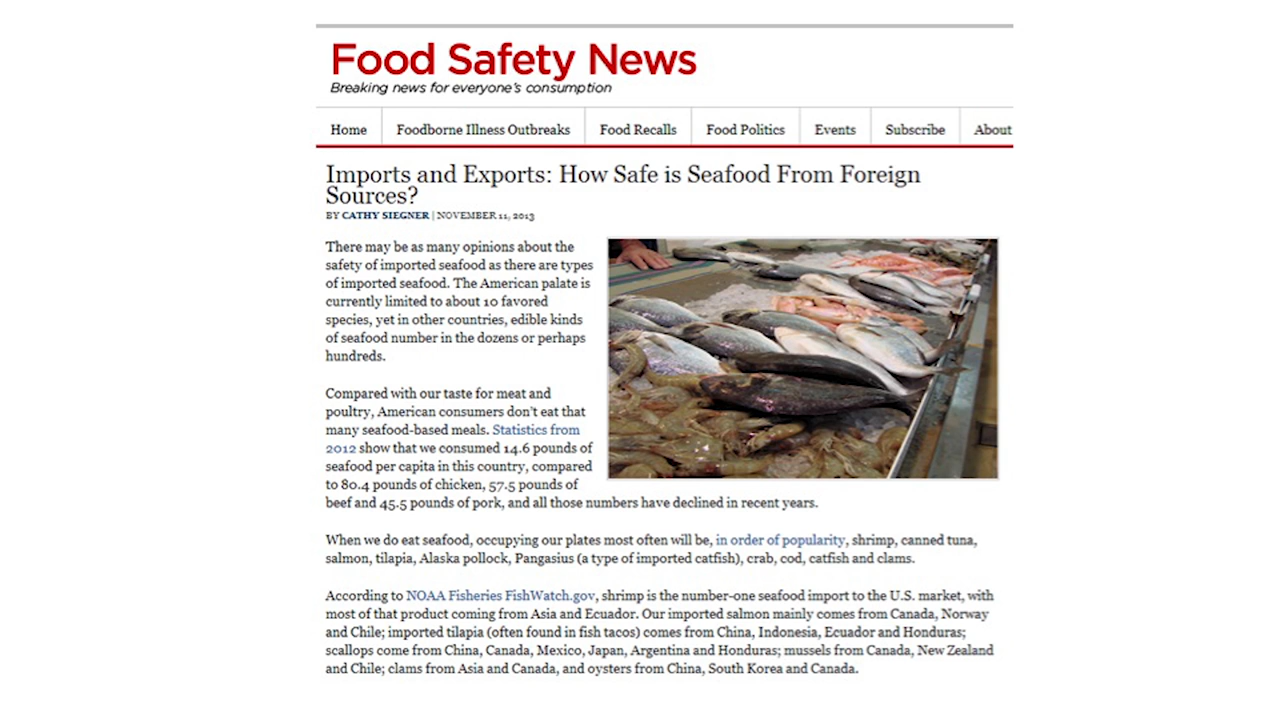 Food Safety News
Breaking news for everyone's consumption
Home
Foodborne Illness Outbreaks
Food Recalls
Food Politics
Events
Subscribe
About
Imports and Exports: How Safe is Seafood From Foreign
Sources?
BY CATHY SIEGNER | NOVEMBER 11, 2013
There may be as many opinions about the
safety of imported seafood as there are types
of imported seafood. The American palate is
currently limited to about 10 favored
species, yet in other countries, edible kinds
of seafood number in the dozens or perhaps
hundreds.
Compared with our taste for meat and
poultry, American consumers don't eat that
many seafood-based meals. Statistics from
2012 show that we consumed 14.6 pounds of
seafood per capita in this country, compared
to 80.4 pounds of chicken, 57.5 pounds of
beef and 45.5 pounds of pork, and all those numbers have declined in recent years.
When we do eat seafood, occupying our plates most often will be, in order of popularity, shrimp, canned tuna,
salmon, tilapia, Alaska pollock, Pangasius (a type of imported catfish), crab, cod, catfish and clams.
According to NOAA Fisheries FishWatch.gov, shrimp is the number-one seafood import to the U.S. market, with
most of that product coming from Asia and Ecuador. Our imported salmon mainly comes from Canada, Norway
and Chile; imported tilapia (often found in fish tacos) comes from China, Indonesia, Ecuador and Honduras;
scallops come from China, Canada, Mexico, Japan, Argentina and Honduras; mussels from Canada, New Zealand
and Chile; clams from Asia and Canada, and oysters from China, South Korea and Canada.